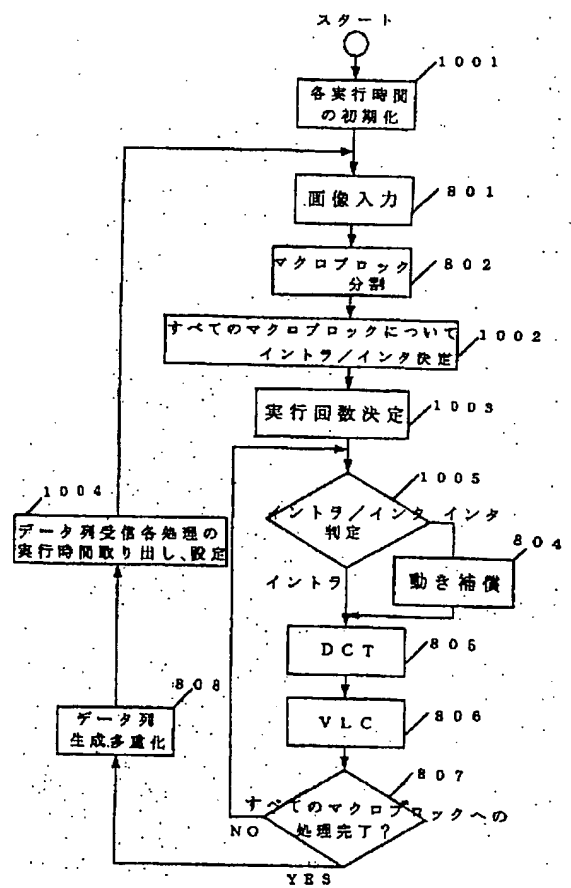 スタート
1001
各実行時間
の初期化
画像入力
801
マクロブロック
分割
802
すべてのマクロブロックについて
イントラ/インタ決定
1002
実行回数決定
1003
1004
データ列受信各処理の
実行時間取り出し、設定
1005
イントラ/インタ
判定
インタ
イントラ
804
動き補償
DCT
805
VLC
806
808
データ列
生成多重化
807
すべてのマクロブロックへの
処理完了?
NO
YES